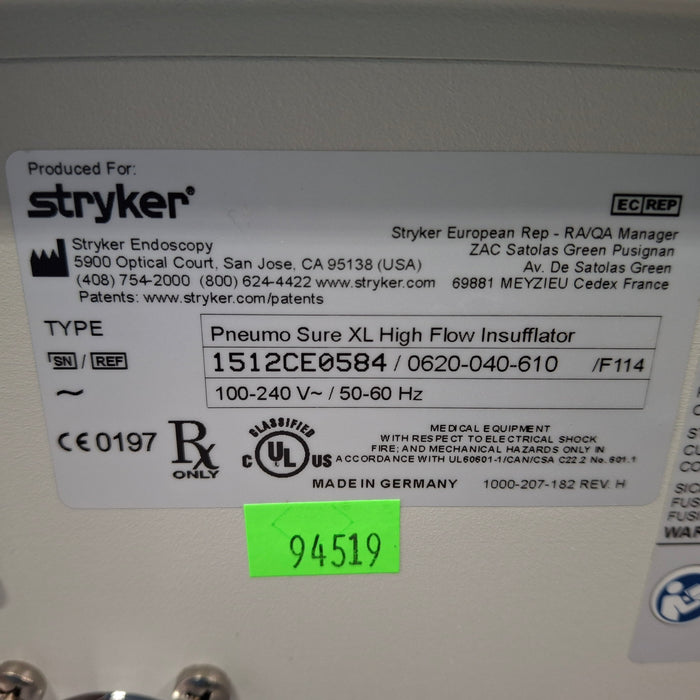 Produced For:
stryker®
EC REP
Stryker Endoscopy
5900 Optical Court, San Jose, CA 95138 (USA)
(408) 754-2000 (800) 624-4422 www.stryker.com
Patents: www.stryker.com/patents
Stryker European Rep - RA/QA Manager
ZAC Satolas Green Pusignan
Av. De Satolas Green
69881 MEYZIEU Cedex France
TYPE
Pneumo Sure XL High Flow Insufflator
SN / REF
1512CE0584 / 0620-040-610 /F114
~ 100-240 V~ / 50-60 Hz
CE 0197
Rx
ONLY
CLASSIFIED
C UL US
MEDICAL EQUIPMENT
WITH RESPECT TO ELECTRICAL SHOCK
FIRE; AND MECHANICAL HAZARDS ONLY IN
ACCORDANCE WITH UL60601-1/CAN/CSA C22.2 No. 601.1
MADE IN GERMANY 1000-207-182 REV. H
94519
FUS
FUSI
WAR